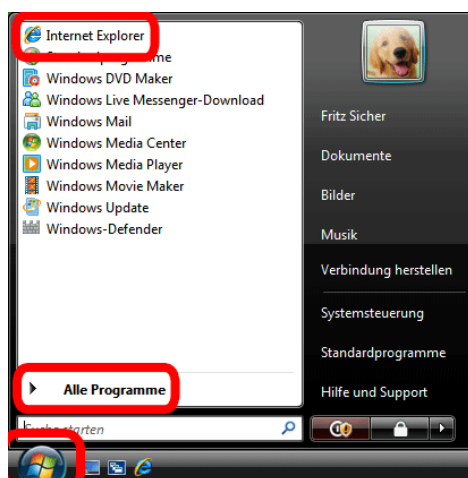 Internet Explorer
Windows DVD Maker
Windows Live Messenger-Download
Windows Mail
Windows Media Center
Windows Media Player
Windows Movie Maker
Windows Update
Windows-Defender
Alle Programme
starten
Fritz Sicher
Dokumente
Bilder
Musik
Verbindung herstellen
Systemsteuerung
Standardprogramme
Hilfe und Support